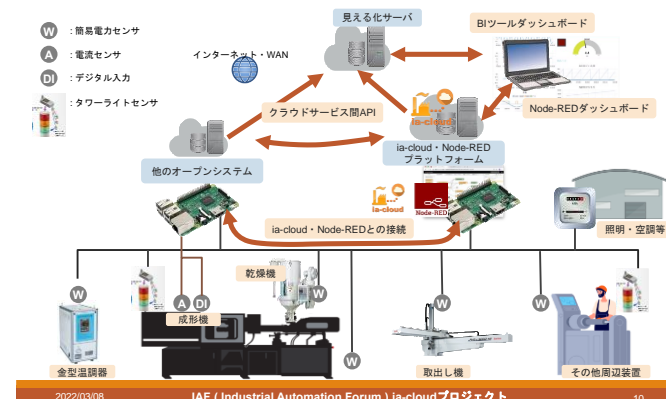 W ：簡易電力センサ
A ：電流センサ
DI ：デジタル入力
：タワーライトセンサ
インターネット・WAN
見える化サーバ
BIツールダッシュボード
Node-REDダッシュボード
クラウドサービス間API
ia-cloud
ia-cloud・Node-RED
プラットフォーム
他のオープンシステム
ia-cloud
Node-RED
ia-cloud・Node-REDとの接続
照明・空調等
乾燥機
W
W
W
W
W
A
DI
成形機
金型温調器
取出し機
その他周辺装置
2022/03/08
IAF ( Industrial Automation Forum ) ia-cloudプロジェクト
10